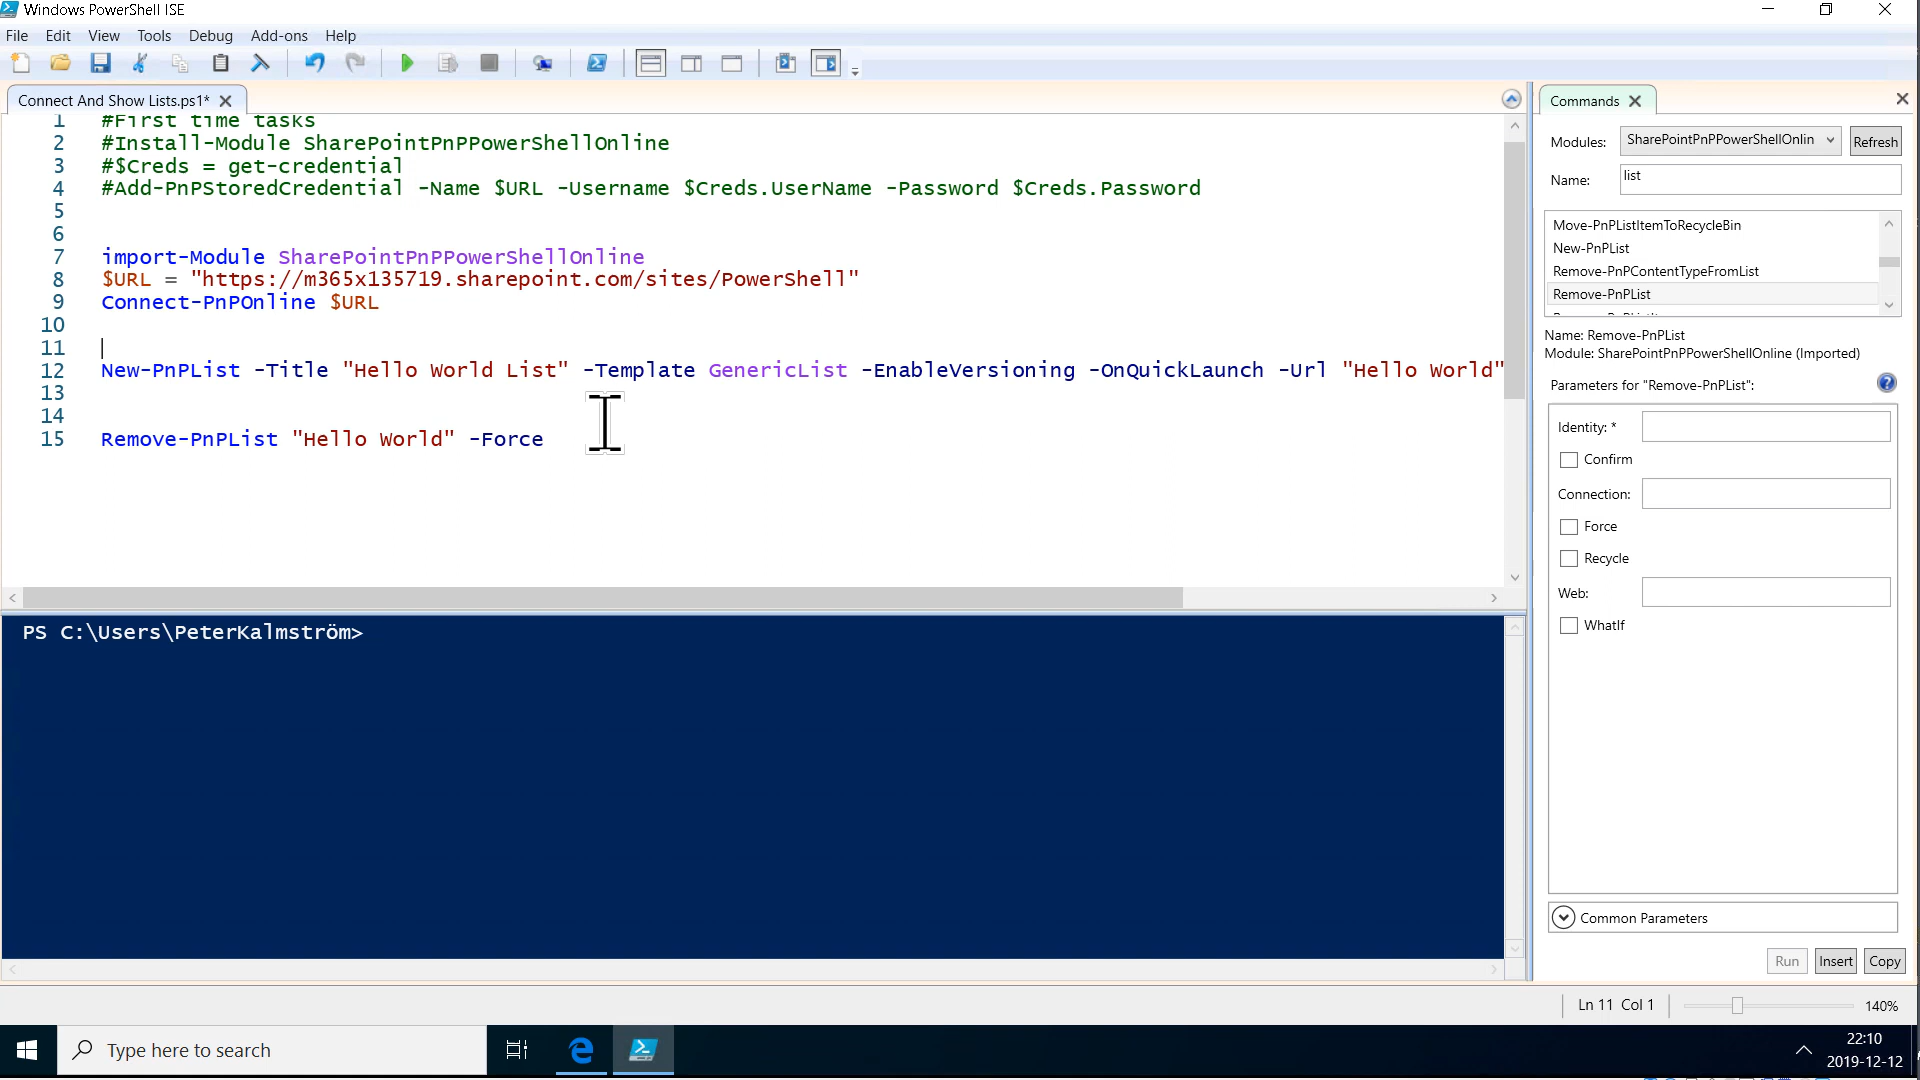 Windows PowerShell ISE
File Edit View Tools Debug Add-ons Help
Connect And Show Lists.ps1*
1 #First time tasks
2 #Install-Module SharePointPnPPowerShellOnline
3 #$Creds = get-credential
4 #Add-PnPStoredCredential -Name $URL -Username $Creds.UserName -Password $Creds.Password
5
6
7 import-Module SharePointPnPPowerShellOnline
8 $URL = "https://m365x135719.sharepoint.com/sites/PowerShell"
9 Connect-PnPOnline $URL
10
11
12 New-PnPList -Title "Hello World List" -Template GenericList -EnableVersioning -OnQuickLaunch -Url "Hello World"
13
14
15 Remove-PnPList "Hello World" -Force
PS C:\Users\PeterKalmström>
Commands
Modules: SharePointPnPPowerShellOnlin Refresh
Name: list
Move-PnPListItemToRecycleBin
New-PnPList
Remove-PnPContentTypeFromList
Remove-PnPList
Name: Remove-PnPList
Module: SharePointPnPPowerShellOnline (Imported)
Parameters for "Remove-PnPList": ?
Identity: *
Confirm
Connection:
Force
Recycle
Web:
WhatIf
Common Parameters
Run Insert Copy
Ln 11 Col 1 140%
Type here to search
22:10
2019-12-12